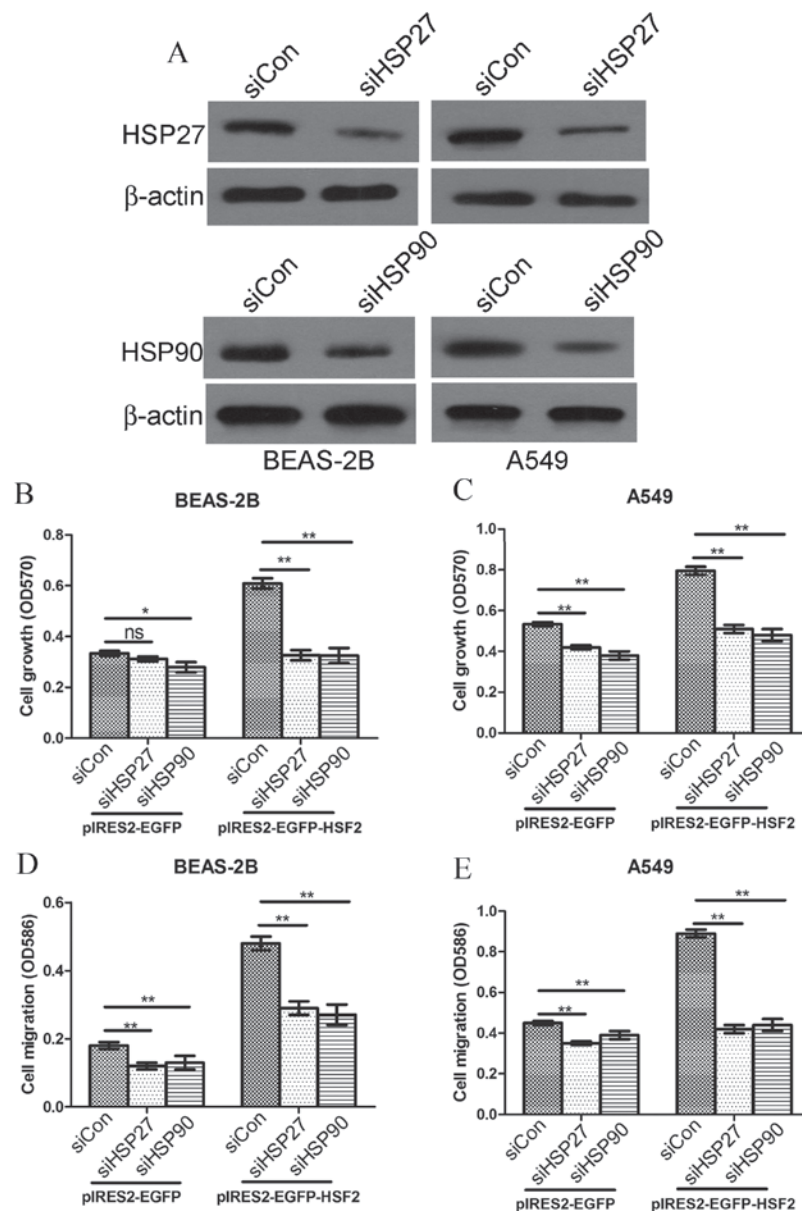 A
siCon siHSP27 siCon siHSP27
HSP27
β-actin
siCon siHSP90 siCon siHSP90
HSP90
β-actin
BEAS-2B A549
B
BEAS-2B
Cell growth (OD570)
0.8
0.6
0.4
0.2
0.0
ns
*
**
**
siCon siHSP27 siHSP90 siCon siHSP27 siHSP90
pIRES2-EGFP pIRES2-EGFP-HSF2
C
A549
Cell growth (OD570)
1.0
0.8
0.6
0.4
0.2
0.0
**
**
**
**
siCon siHSP27 siHSP90 siCon siHSP27 siHSP90
pIRES2-EGFP pIRES2-EGFP-HSF2
D
BEAS-2B
Cell migration (OD586)
0.6
0.4
0.2
0.0
**
**
**
**
siCon siHSP27 siHSP90 siCon siHSP27 siHSP90
pIRES2-EGFP pIRES2-EGFP-HSF2
E
A549
Cell migration (OD586)
1.0
0.8
0.6
0.4
0.2
0.0
**
**
**
**
siCon siHSP27 siHSP90 siCon siHSP27 siHSP90
pIRES2-EGFP pIRES2-EGFP-HSF2